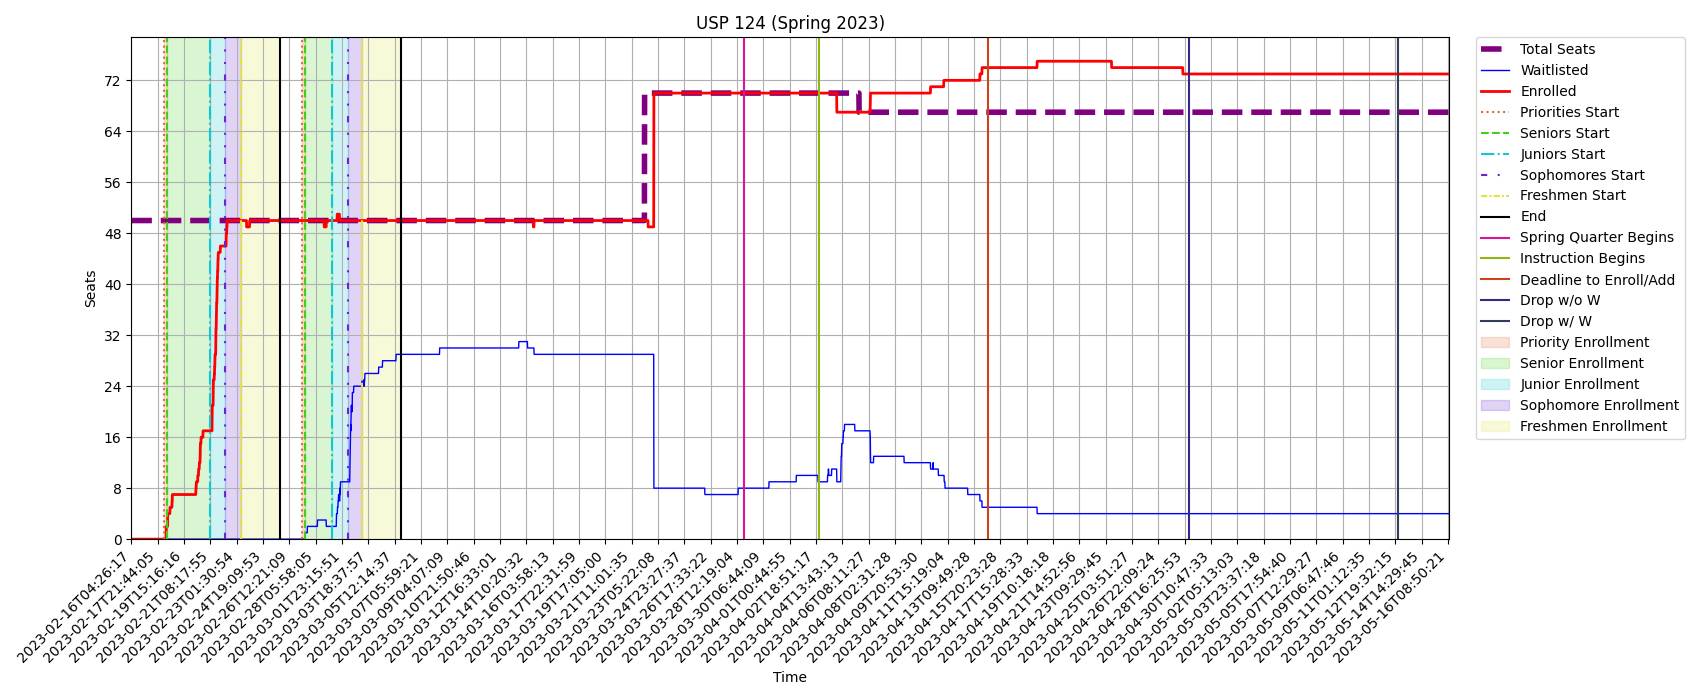 USP 124 (Spring 2023)
Seats
72
64
56
48
40
32
24
16
8
0
2023-02-16T04:26:17
2023-02-17T21:44:05
2023-02-19T15:16:16
2023-02-21T08:17:55
2023-02-23T01:30:54
2023-02-24T19:09:53
2023-02-26T12:21:09
2023-02-28T05:58:05
2023-03-01T23:15:51
2023-03-03T18:37:57
2023-03-05T12:14:37
2023-03-07T05:59:21
2023-03-09T04:07:09
2023-03-10T21:50:46
2023-03-12T16:33:01
2023-03-14T10:20:32
2023-03-16T03:58:13
2023-03-17T22:31:59
2023-03-19T17:05:00
2023-03-21T11:01:35
2023-03-23T05:22:08
2023-03-24T23:27:37
2023-03-26T17:33:22
2023-03-28T12:19:04
2023-03-30T06:44:09
2023-04-01T00:44:55
2023-04-02T18:51:17
2023-04-04T13:43:13
2023-04-06T08:11:27
2023-04-08T02:31:28
2023-04-09T20:53:30
2023-04-11T15:19:04
2023-04-13T09:49:28
2023-04-15T20:23:28
2023-04-17T15:28:33
2023-04-19T10:18:18
2023-04-21T14:52:56
2023-04-23T09:29:45
2023-04-25T03:51:27
2023-04-26T22:09:24
2023-04-28T16:25:53
2023-04-30T10:47:33
2023-05-02T05:13:03
2023-05-03T23:37:18
2023-05-05T17:54:40
2023-05-07T12:29:27
2023-05-09T06:47:46
2023-05-11T01:12:35
2023-05-12T19:32:15
2023-05-14T14:29:45
2023-05-16T08:50:21
Time
Total Seats
Waitlisted
Enrolled
Priorities Start
Seniors Start
Juniors Start
Sophomores Start
Freshmen Start
End
Spring Quarter Begins
Instruction Begins
Deadline to Enroll/Add
Drop w/o W
Drop w/ W
Priority Enrollment
Senior Enrollment
Junior Enrollment
Sophomore Enrollment
Freshmen Enrollment